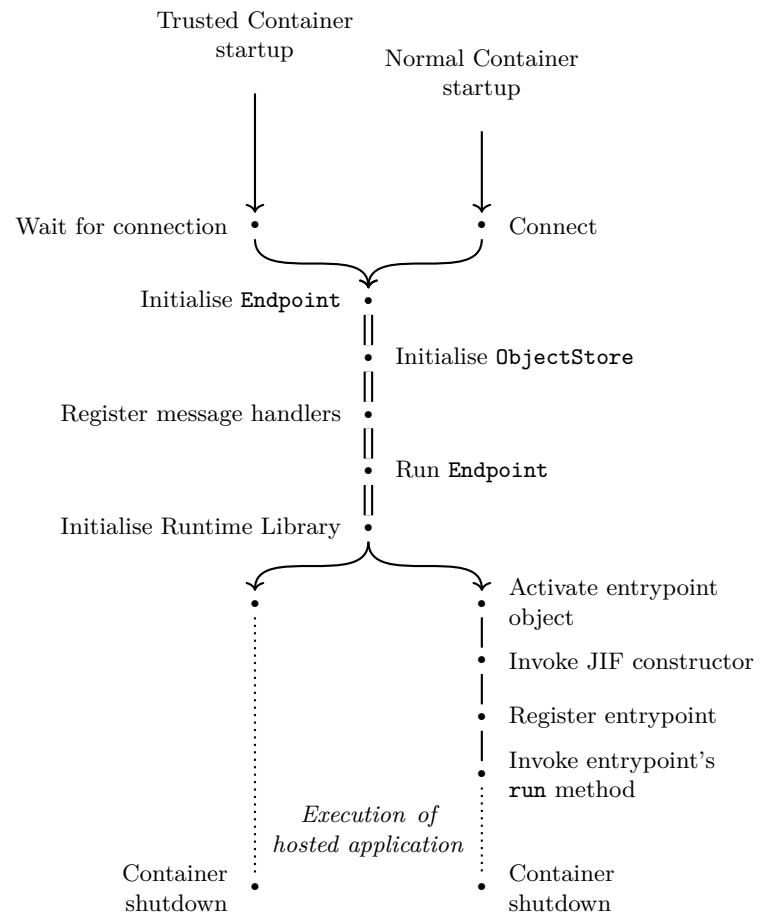 Trusted Container
startup
Normal Container
startup
Wait for connection
Connect
Initialise Endpoint
Initialise ObjectStore
Register message handlers
Run Endpoint
Initialise Runtime Library
Activate entrypoint
object
Invoke JIF constructor
Register entrypoint
Invoke entrypoint's
run method
Execution of
hosted application
Container
shutdown
Container
shutdown